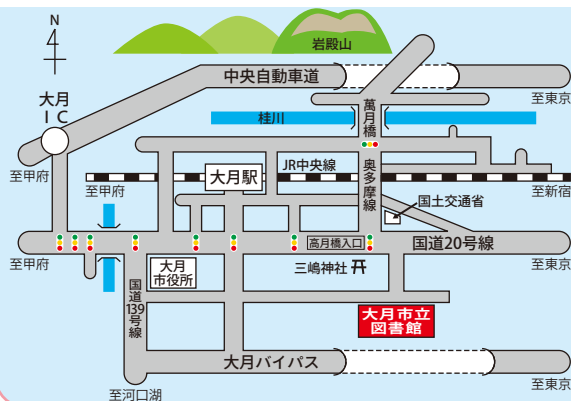 N
岩殿山
中央自動車道
大月
IC
萬月橋
至東京
桂川
至甲府
至甲府
大月駅
JR中央線
奥多摩線
至新宿
国土交通省
高月橋入口
国道20号線
至甲府
三嶋神社
至東京
大月
市役所
国道139号線
大月市立
図書館
大月バイパス
至東京
至河口湖